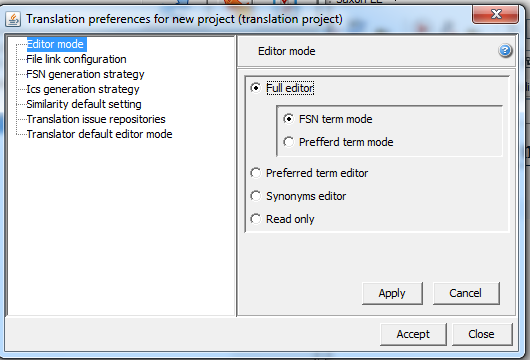 Translation preferences for new project (translation project)
Editor mode
File link configuration
FSN generation strategy
Ics generation strategy
Similarity default setting
Translation issue repositories
Translator default editor mode
Editor mode
Full editor
FSN term mode
Prefferd term mode
Preferred term editor
Synonyms editor
Read only
Apply
Cancel
Accept
Close